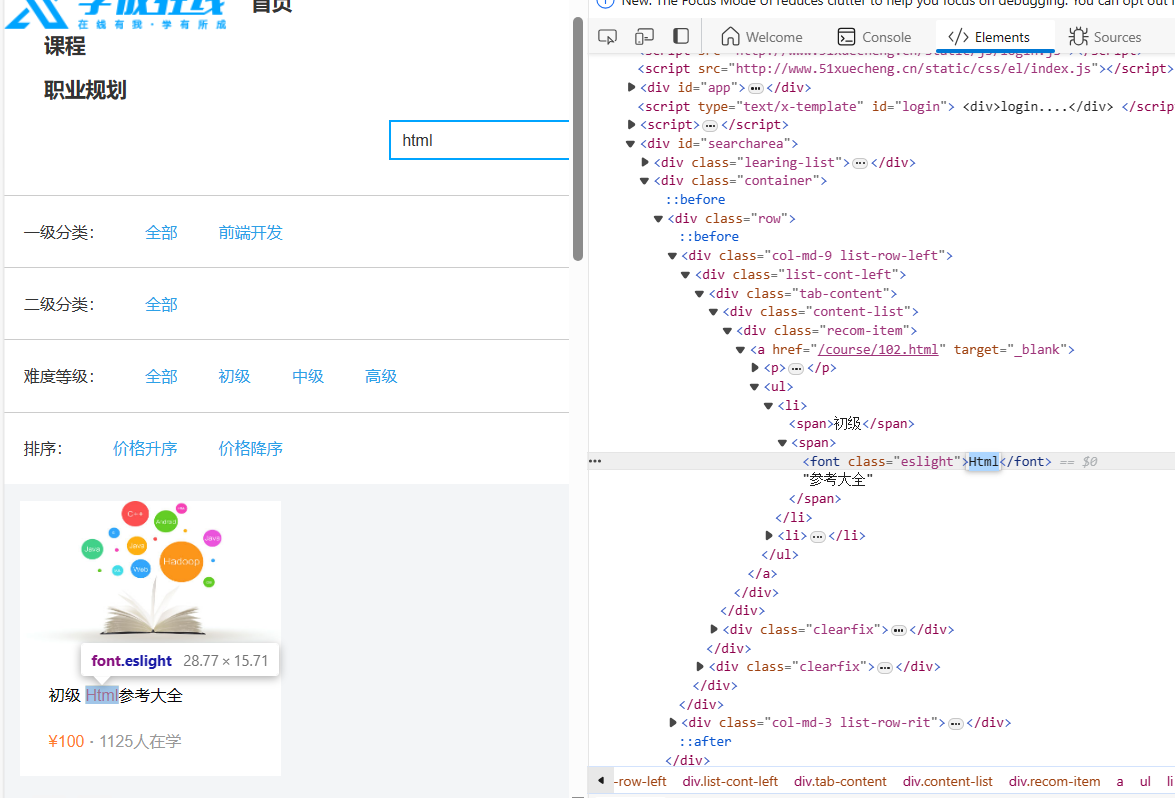 学成在线
首页
在线有我·学有所成
课程
职业规划
html
一级分类：
全部
前端开发
二级分类：
全部
难度等级：
全部
初级
中级
高级
排序：
价格升序
价格降序
C++
Android
Java
Java
Hadoop
Java
Web
font.eslight 28.77 × 15.71
初级 Html参考大全
¥100 · 1125人在学
New: The Focus Mode UI reduces clutter to help you focus on debugging. You can opt out
Welcome
Console
Elements
Sources
<script src="http://www.51xuecheng.cn/static/css/el/index.js"></script>
<div id="app">…</div>
<script type="text/x-template" id="login"> <div>login....</div> </scrip
<script>…</script>
<div id="searcharea">
<div class="learing-list">…</div>
<div class="container">
::before
<div class="row">
::before
<div class="col-md-9 list-row-left">
<div class="list-cont-left">
<div class="tab-content">
<div class="content-list">
<div class="recom-item">
<a href="/course/102.html" target="_blank">
<p>…</p>
<ul>
<li>
<span>初级</span>
<span>
<font class="eslight">Html</font> == $0
"参考大全"
</span>
</li>
<li>…</li>
</ul>
</a>
</div>
</div>
<div class="clearfix">…</div>
</div>
<div class="clearfix">…</div>
</div>
</div>
<div class="col-md-3 list-row-rit">…</div>
::after
</div>
-row-left div.list-cont-left div.tab-content div.content-list div.recom-item a ul li